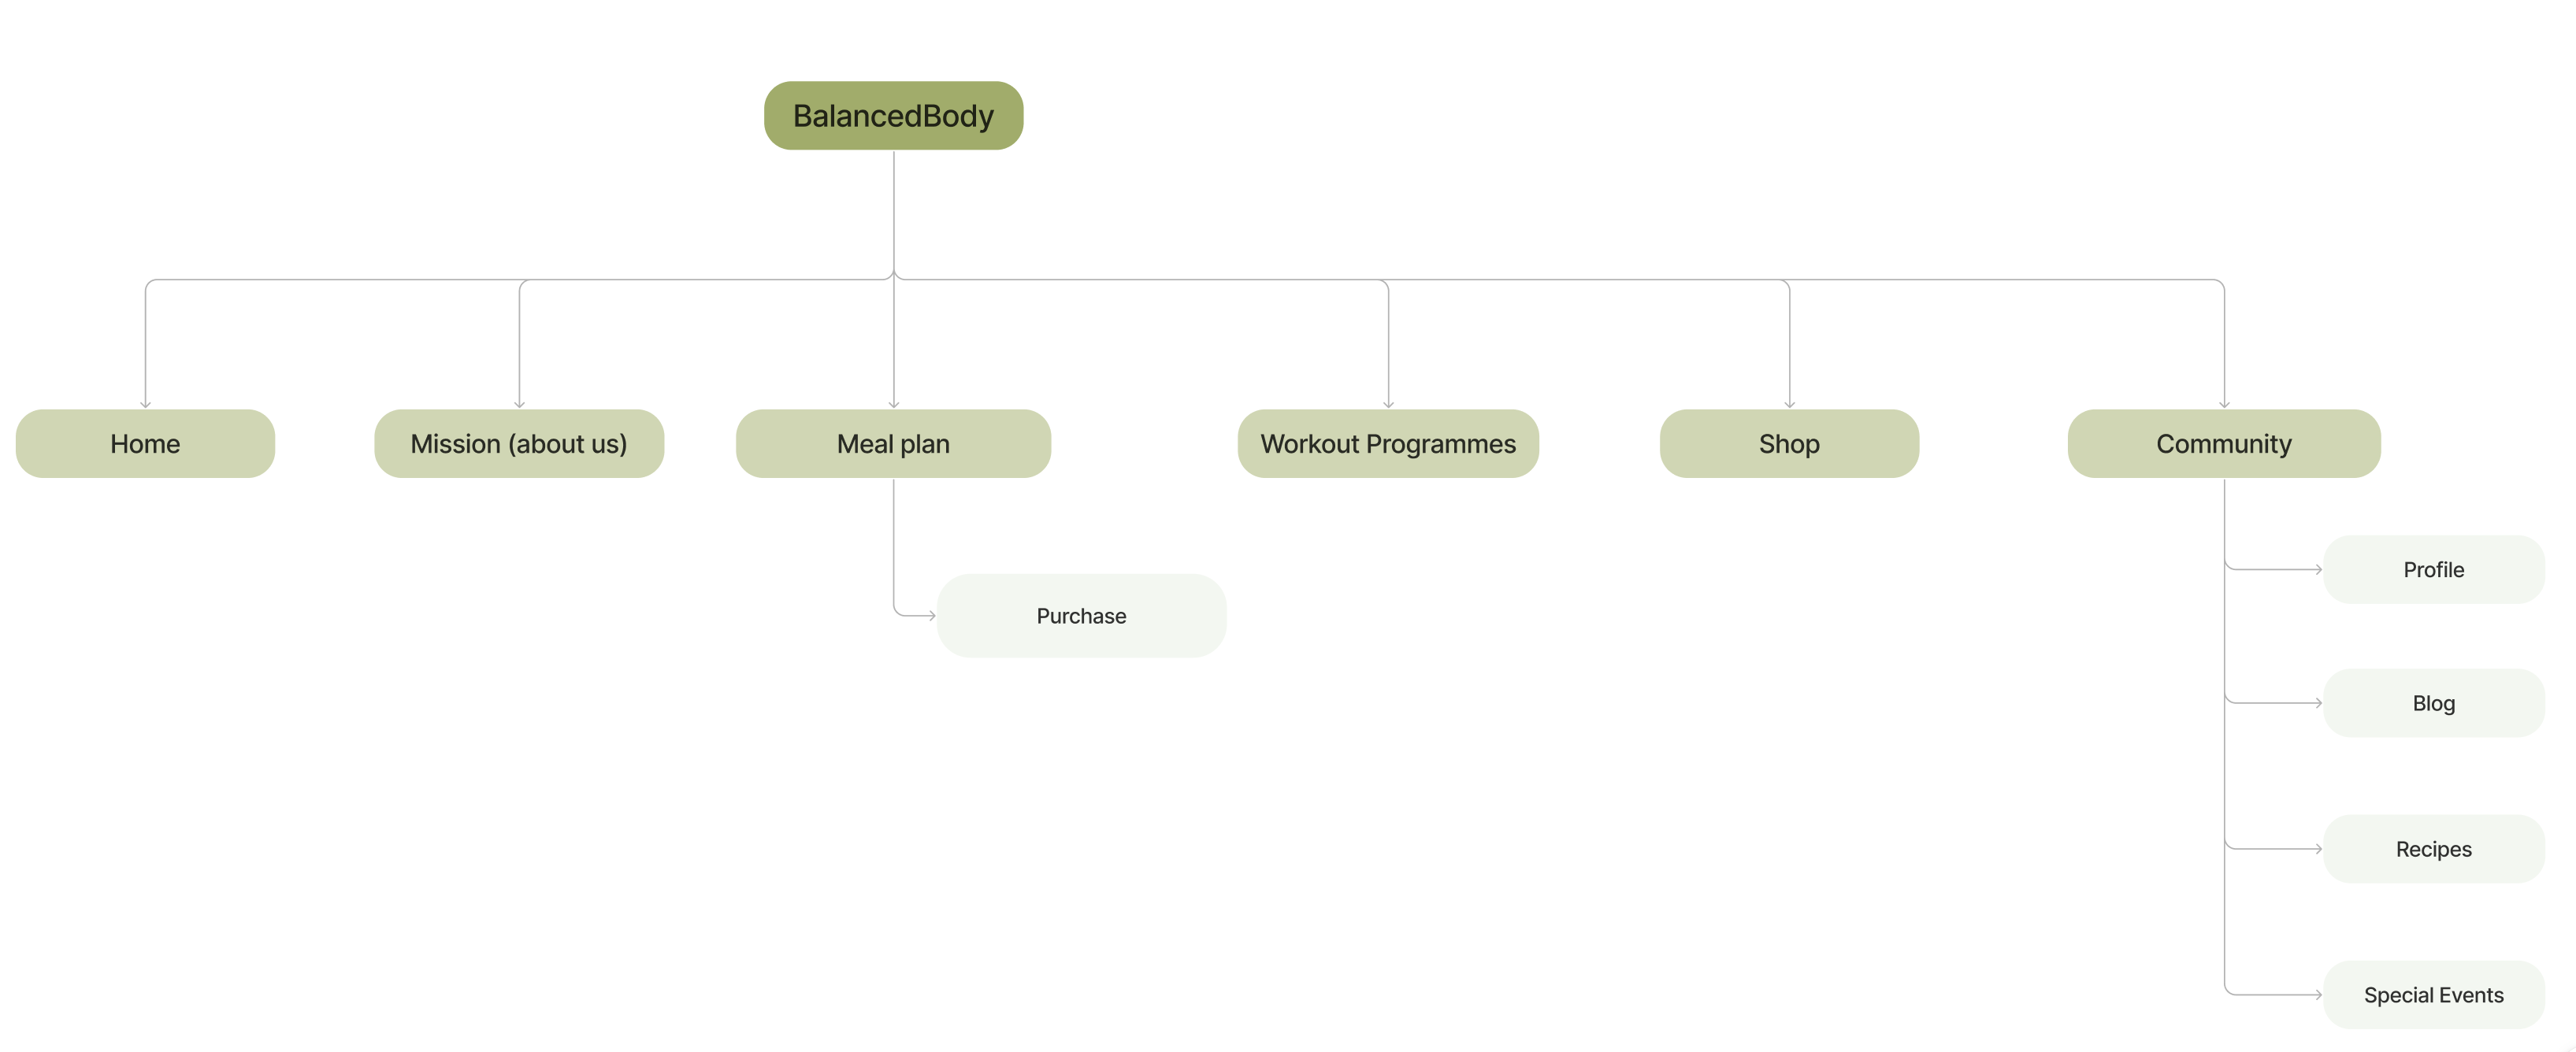 BalancedBody
Home
Mission (about us)
Meal plan
Workout Programmes
Shop
Community
Profile
Purchase
Blog
Recipes
Special Events